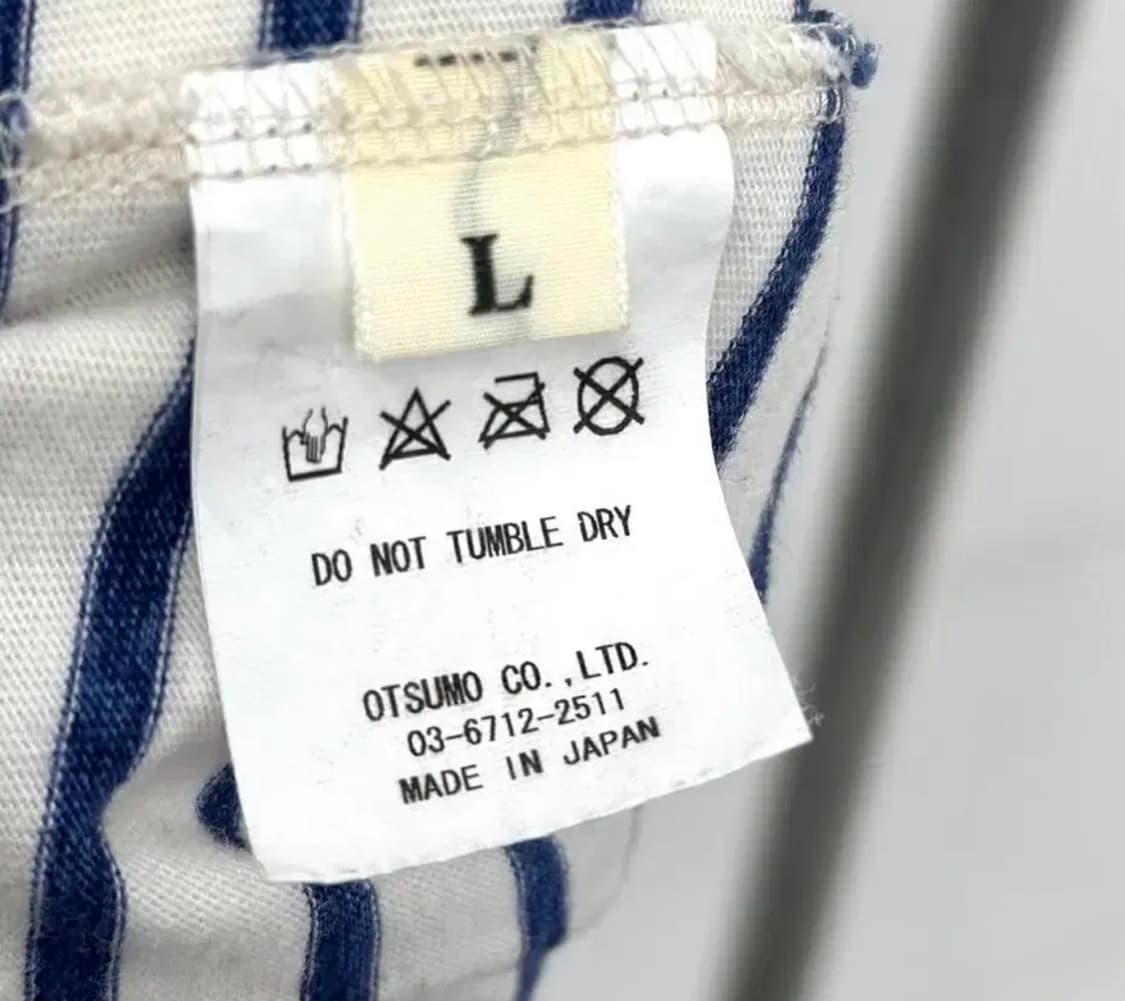 L
DO NOT TUMBLE DRY
OTSUMO CO.,LTD.
03-6712-2511
MADE IN JAPAN